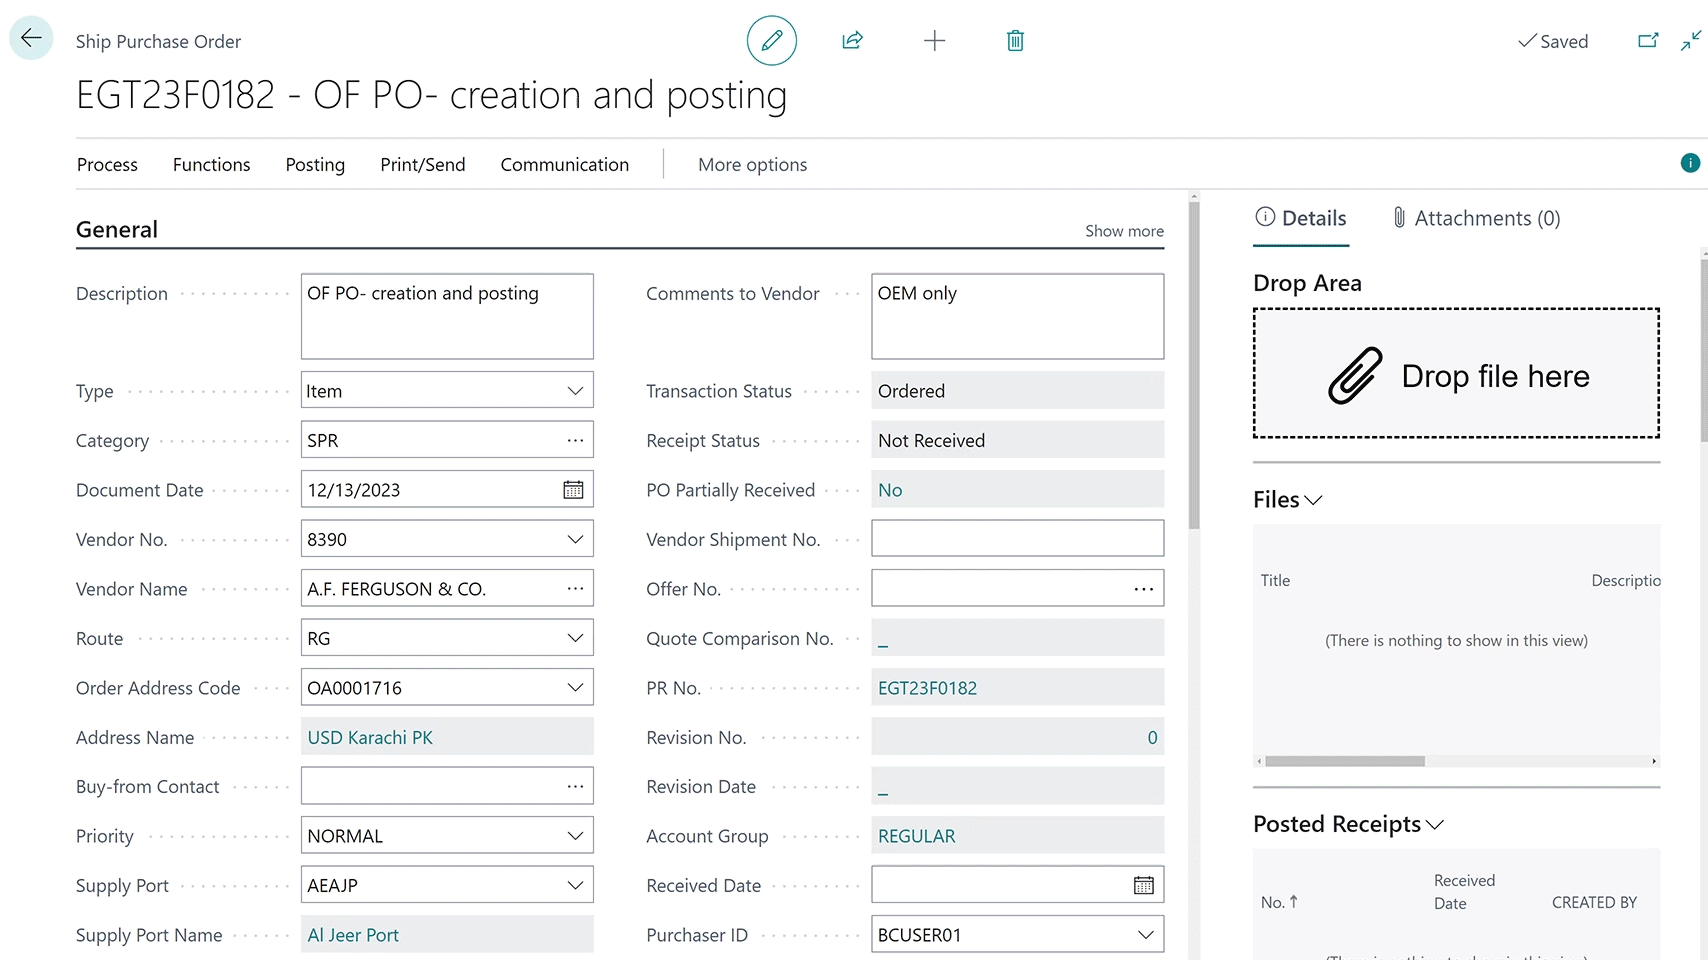 Ship Purchase Order
Saved
EGT23F0182 - OF PO- creation and posting
Process Functions Posting Print/Send Communication More options
General Show more
Description OF PO- creation and posting
Comments to Vendor OEM only
Type Item
Transaction Status Ordered
Category SPR
Receipt Status Not Received
Document Date 12/13/2023
PO Partially Received No
Vendor No. 8390
Vendor Shipment No.
Vendor Name A.F. FERGUSON & CO.
Offer No.
Route RG
Quote Comparison No. _
Order Address Code OA0001716
PR No. EGT23F0182
Address Name USD Karachi PK
Revision No. 0
Buy-from Contact
Revision Date _
Priority NORMAL
Account Group REGULAR
Supply Port AEAJP
Received Date
Supply Port Name Al Jeer Port
Purchaser ID BCUSER01
Details Attachments (0)
Drop Area
Drop file here
Files
Title Descriptio
(There is nothing to show in this view)
Posted Receipts
No. Received Date CREATED BY